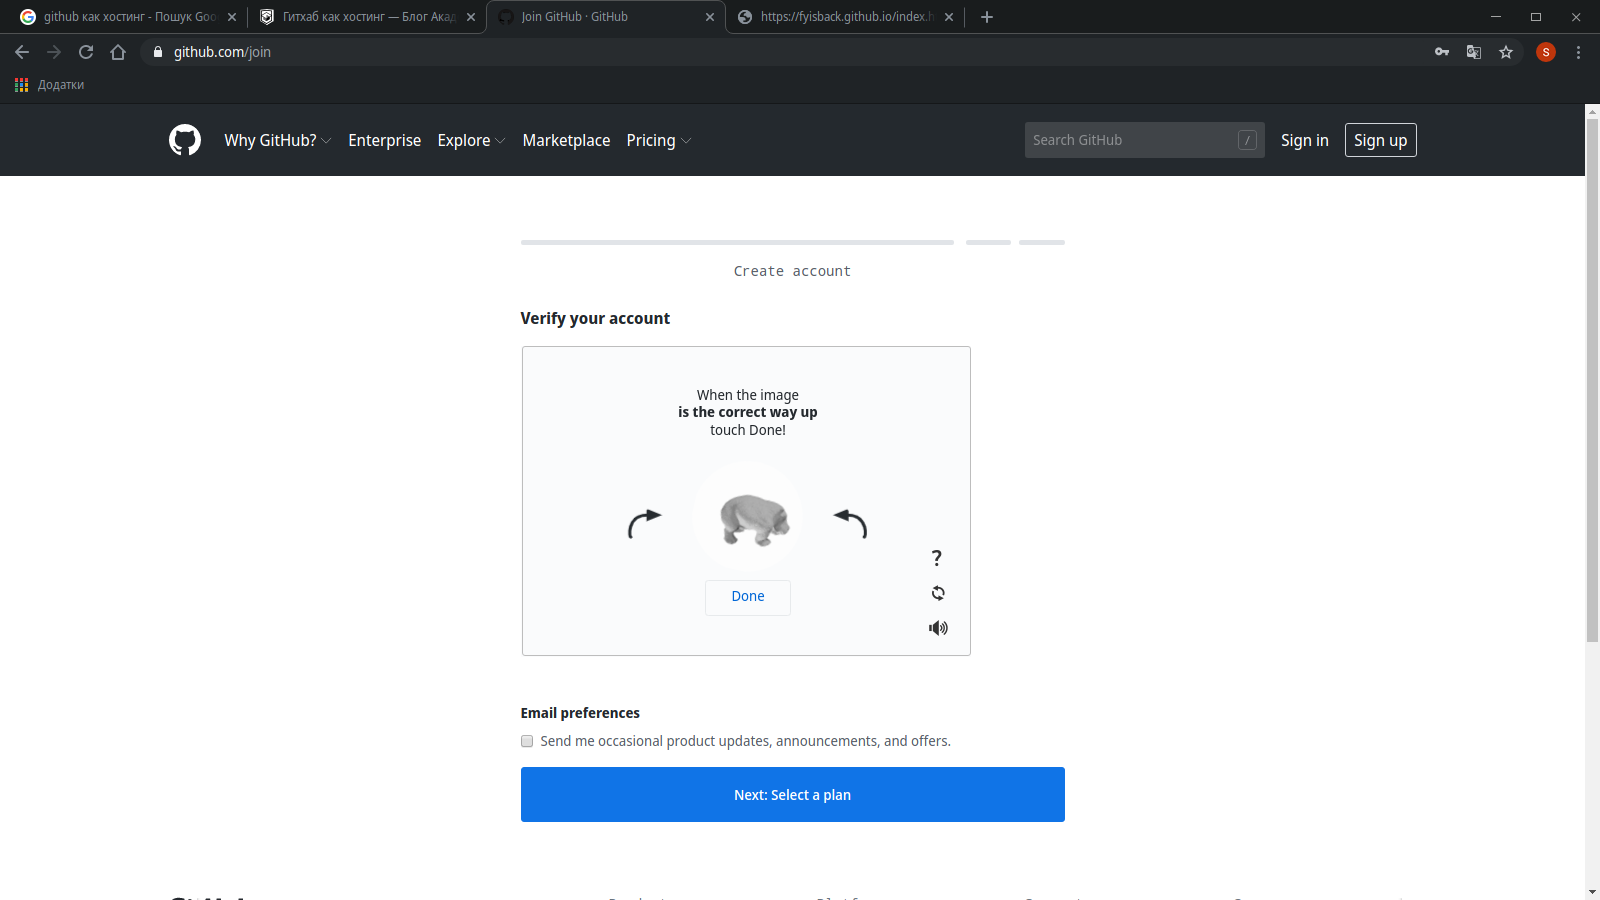 github как хостинг - Пошук Goo
Гитхаб как хостинг — Блог Акад
Join GitHub · GitHub
https://fyisback.github.io/index.h
github.com/join
S
Додатки
Why GitHub?
Enterprise
Explore
Marketplace
Pricing
Search GitHub
/
Sign in
Sign up
Create account
Verify your account
When the image
is the correct way up
touch Done!
?
Done
Email preferences
Send me occasional product updates, announcements, and offers.
Next: Select a plan